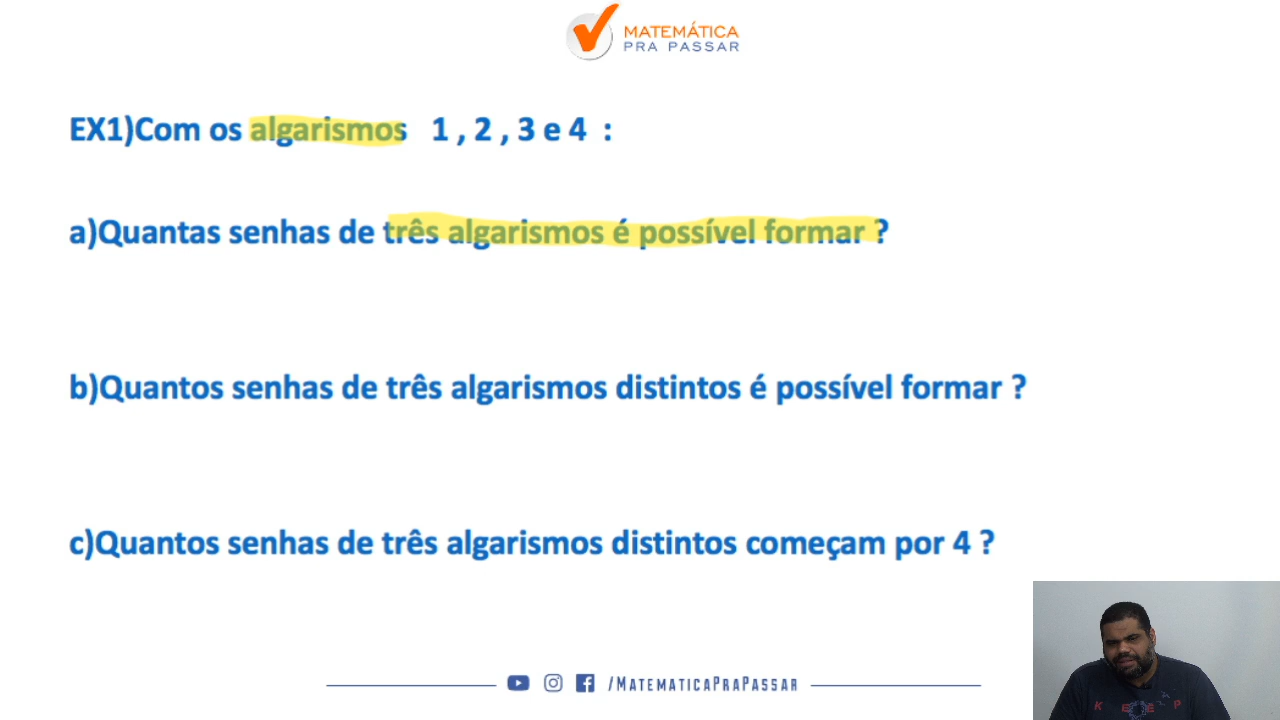 MATEMÁTICA
PRA PASSAR
EX1)Com os algarismos 1 , 2 , 3 e 4 :
a)Quantas senhas de três algarismos é possível formar ?
b)Quantos senhas de três algarismos distintos é possível formar ?
c)Quantos senhas de três algarismos distintos começam por 4 ?
/MATEMATICAPRAPASSAR